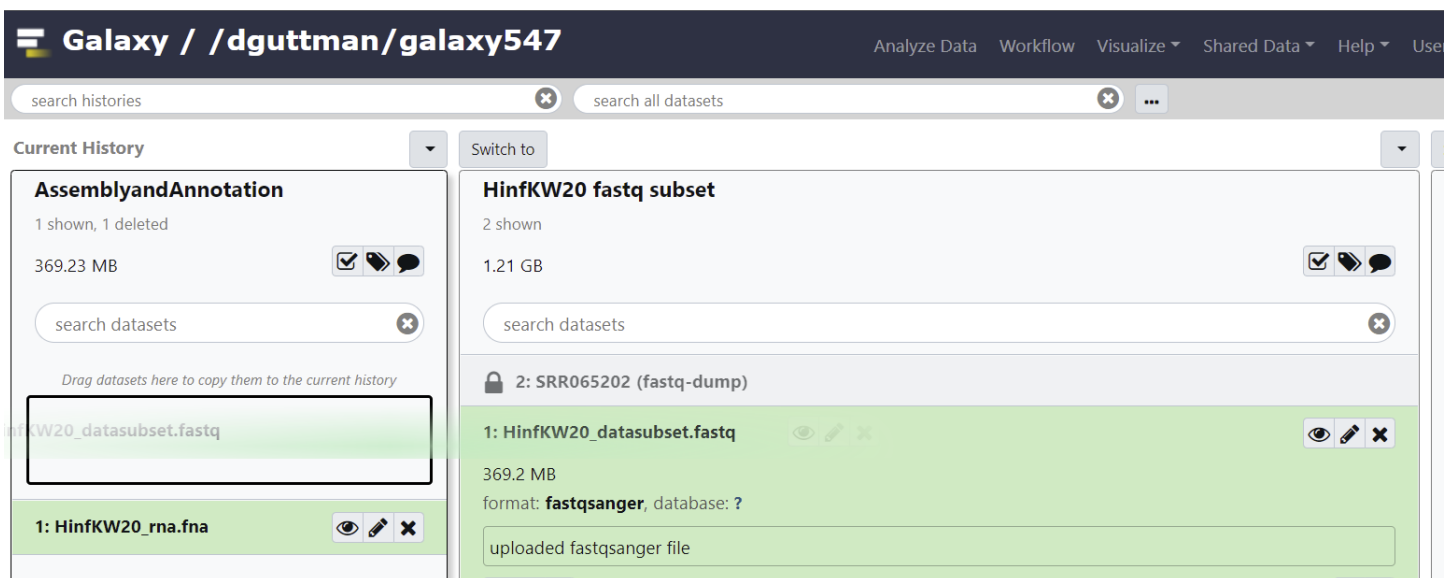 Galaxy / /dguttman/galaxy547
Analyze Data Workflow Visualize Shared Data Help User
search histories
search all datasets
...
Current History
Switch to
AssemblyandAnnotation
1 shown, 1 deleted
369.23 MB
search datasets
Drag datasets here to copy them to the current history
nfKW20_datasubset.fastq
1: HinfKW20_rna.fna
HinfKW20 fastq subset
2 shown
1.21 GB
search datasets
2: SRR065202 (fastq-dump)
1: HinfKW20_datasubset.fastq
369.2 MB
format: fastqsanger, database: ?
uploaded fastqsanger file